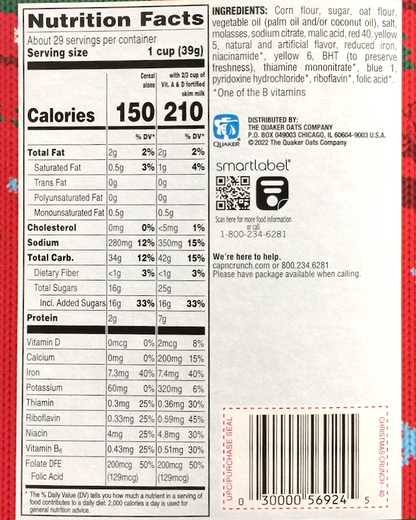 Nutrition Facts
About 29 servings per container
Serving size 1 cup (39g)
Cereal alone with 2/3 cup of Vit. A & D fortified skim milk
Calories 150 210
% DV* % DV*
Total Fat 2g 2% 2g 2%
Saturated Fat 0.5g 3% 1g 4%
Trans Fat 0g 0g
Polyunsaturated Fat 0g 0g
Monounsaturated Fat 0.5g 0.5g
Cholesterol 0mg 0% <5mg 1%
Sodium 280mg 12% 350mg 15%
Total Carb. 34g 12% 42g 15%
Dietary Fiber <1g 3% <1g 3%
Total Sugars 16g 25g
Incl. Added Sugars 16g 33% 16g 33%
Protein 2g 7g
Vitamin D 0mcg 0% 2mcg 8%
Calcium 0mg 0% 200mg 15%
Iron 7.3mg 40% 7.4mg 40%
Potassium 60mg 0% 320mg 6%
Thiamin 0.3mg 25% 0.36mg 30%
Riboflavin 0.33mg 25% 0.59mg 45%
Niacin 4mg 25% 4.8mg 30%
Vitamin B₆ 0.43mg 25% 0.51mg 30%
Folate DFE 200mcg 50% 200mcg 50%
Folic Acid (129mcg) (129mcg)
* The % Daily Value (DV) tells you how much a nutrient in a serving of
food contributes to a daily diet. 2,000 calories a day is used for
general nutrition advice.
INGREDIENTS: Corn flour, sugar, oat flour,
vegetable oil (palm oil and/or coconut oil), salt,
molasses, sodium citrate, malic acid, red 40, yellow
5, natural and artificial flavor, reduced iron,
niacinamide*, yellow 6, BHT (to preserve
freshness), thiamine mononitrate*, blue 1,
pyridoxine hydrochloride*, riboflavin*, folic acid*.
*One of the B vitamins
QUAKER
DISTRIBUTED BY:
THE QUAKER OATS COMPANY
P.O. BOX 049003 CHICAGO, IL 60604-9003 U.S.A.
©2022 The Quaker Oats Company
smartlabel
Scan here for more food information
or call
1-800-234-6281
We're here to help.
capncrunch.com or 800.234.6281
Please have package available when calling.
UPC/PURCHASE SEAL
0 30000 56924 5
CHRISTMAS CRUNCH - 40